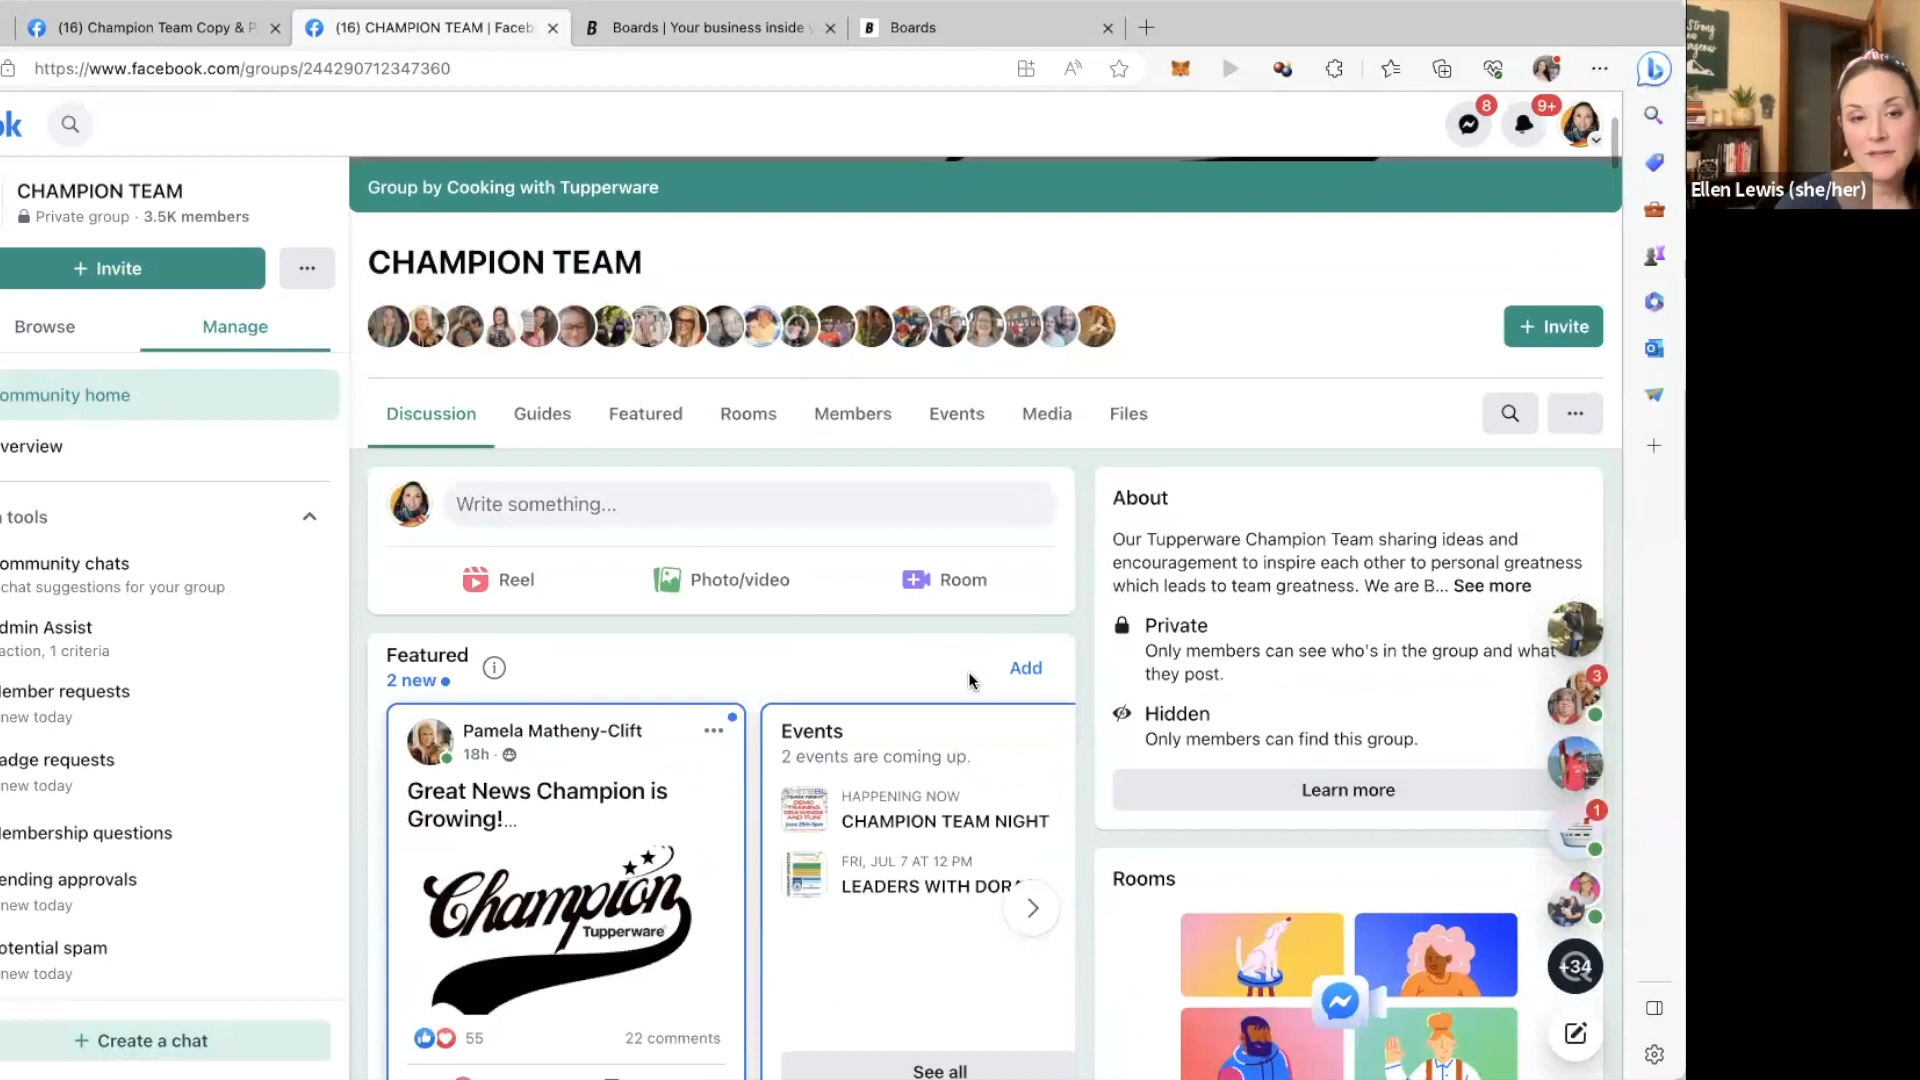 (16) Champion Team Copy & P
(16) CHAMPION TEAM | Faceb
Boards | Your business inside
Boards
https://www.facebook.com/groups/244290712347360
Strong
ok
8
9+
Ellen Lewis (she/her)
CHAMPION TEAM
Private group · 3.5K members
+ Invite
Browse
Manage
ommunity home
verview
tools
ommunity chats
chat suggestions for your group
dmin Assist
action, 1 criteria
ember requests
new today
adge requests
new today
embership questions
ending approvals
new today
otential spam
new today
+ Create a chat
Group by Cooking with Tupperware
CHAMPION TEAM
+ Invite
Discussion
Guides
Featured
Rooms
Members
Events
Media
Files
Write something...
Reel
Photo/video
Room
Featured
2 new
Add
Pamela Matheny-Clift
18h ·
Great News Champion is
Growing!...
Champion
Tupperware
55
22 comments
Events
2 events are coming up.
HAPPENING NOW
CHAMPION TEAM NIGHT
FRI, JUL 7 AT 12 PM
LEADERS WITH DORA
See all
About
Our Tupperware Champion Team sharing ideas and
encouragement to inspire each other to personal greatness
which leads to team greatness. We are B... See more
Private
Only members can see who's in the group and what
they post.
Hidden
Only members can find this group.
Learn more
Rooms
3
1
+34